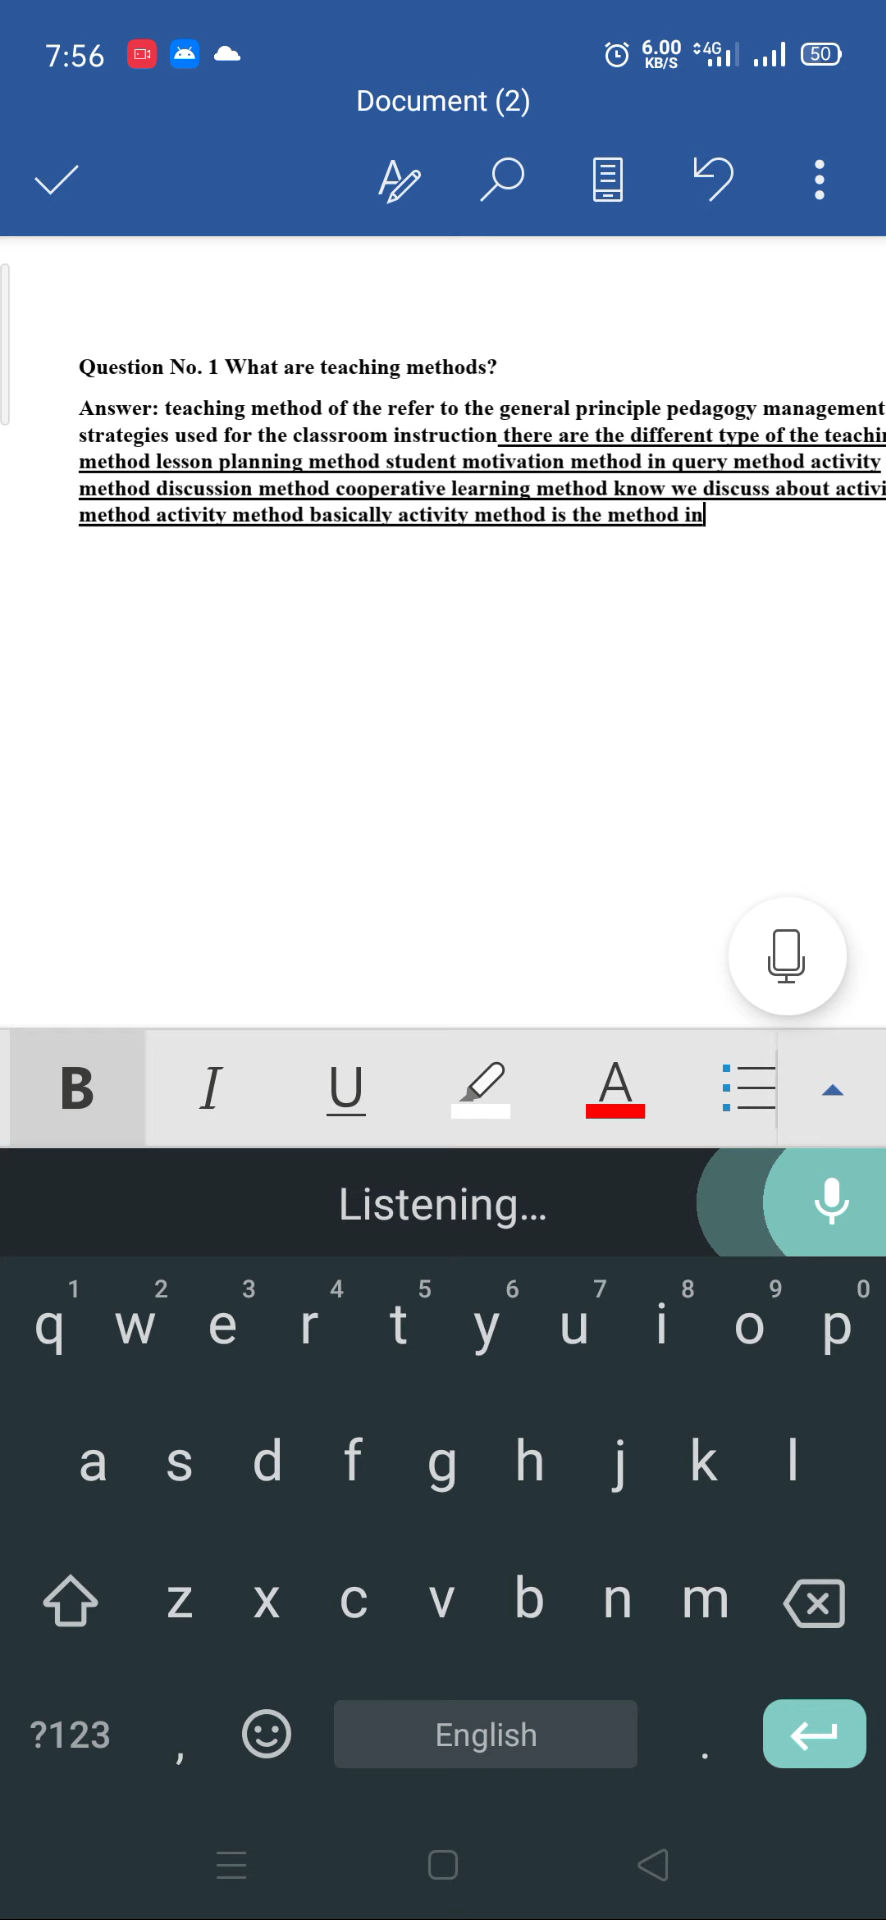 7:56
6.00 KB/S 4G 50
Document (2)
Question No. 1 What are teaching methods?
Answer: teaching method of the refer to the general principle pedagogy management
strategies used for the classroom instruction there are the different type of the
method lesson planning method student motivation method in query method activity
method discussion method cooperative learning method know we discuss about
method activity method basically activity method is the method in
B I U A
Listening...
1 2 3 4 5 6 7 8 9 0
q w e r t y u i o p
a s d f g h j k l
z x c v b n m
?123 , English .